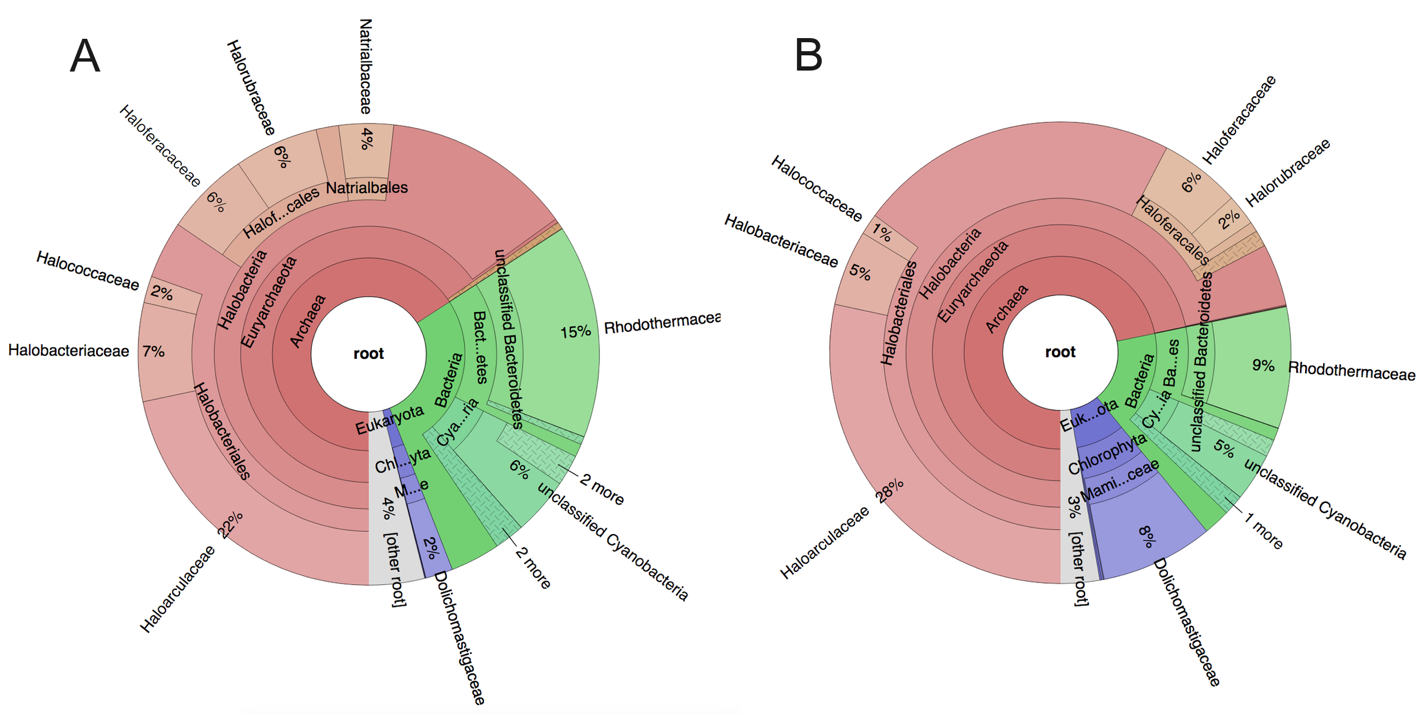 A
Natrialbaceae
4%
Halorubraceae
6%
Haloferacaceae
6%
Natrialbales
Halof...cales
Halococcaceae
2%
Halobacteriaceae
7%
Halobacteria
Euryarchaeota
Archaea
root
Halobacteriales
Haloarculaceae
22%
Bacteria
Bact...etes
unclassified Bacteroidetes
15%
Rhodothermacea
Cya...ria
6%
unclassified Cyanobacteria
2 more
2 more
Eukaryota
Ch...yta
M...e
2%
Dolichomastigaceae
4%
[other root]
B
Haloferacaceae
6%
Halorubraceae
2%
Haloferacales
Halococcaceae
1%
Halobacteriaceae
5%
Halobacteriales
Halobacteria
Euryarchaeota
Archaea
root
Haloarculaceae
28%
Bacteria
Ba...es
unclassified Bacteroidetes
9%
Rhodothermaceae
Cy...ia
5%
unclassified Cyanobacteria
1 more
Euk...ota
Chlorophyta
Mami...ceae
8%
Dolichomastigaceae
3%
[other root]